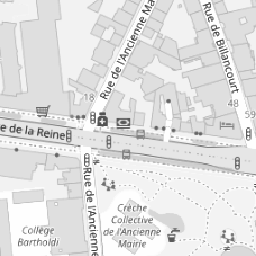 Rue de l'Ancienne Ma
Rue de Billancourt
18
48
59
e de la Reine
Rue de l'Ancienne
Crèche
Collective
de l'Ancienne
Mairie
Collège
Bartholdi